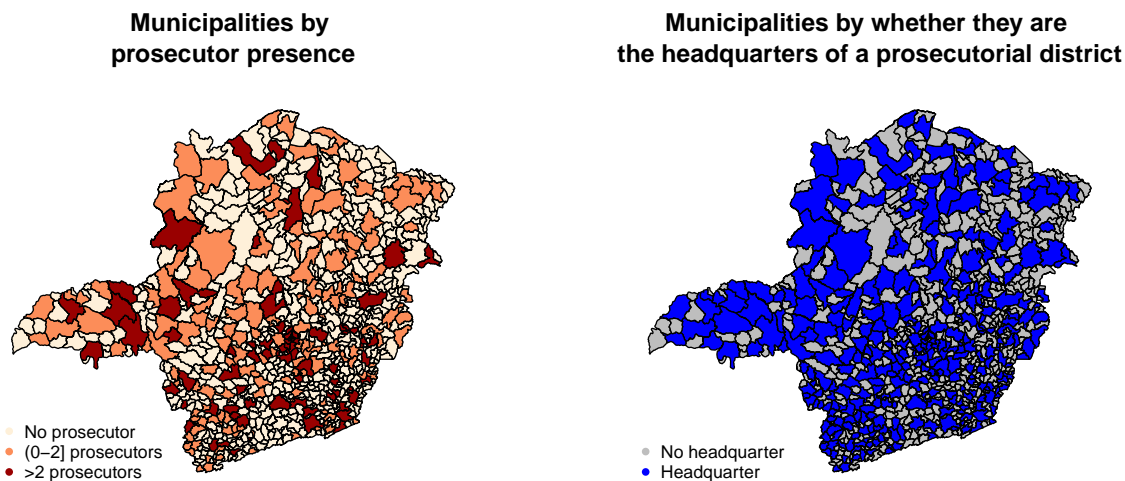 Municipalities by
prosecutor presence
No prosecutor
(0−2] prosecutors
>2 prosecutors
Municipalities by whether they are
the headquarters of a prosecutorial district
No headquarter
Headquarter